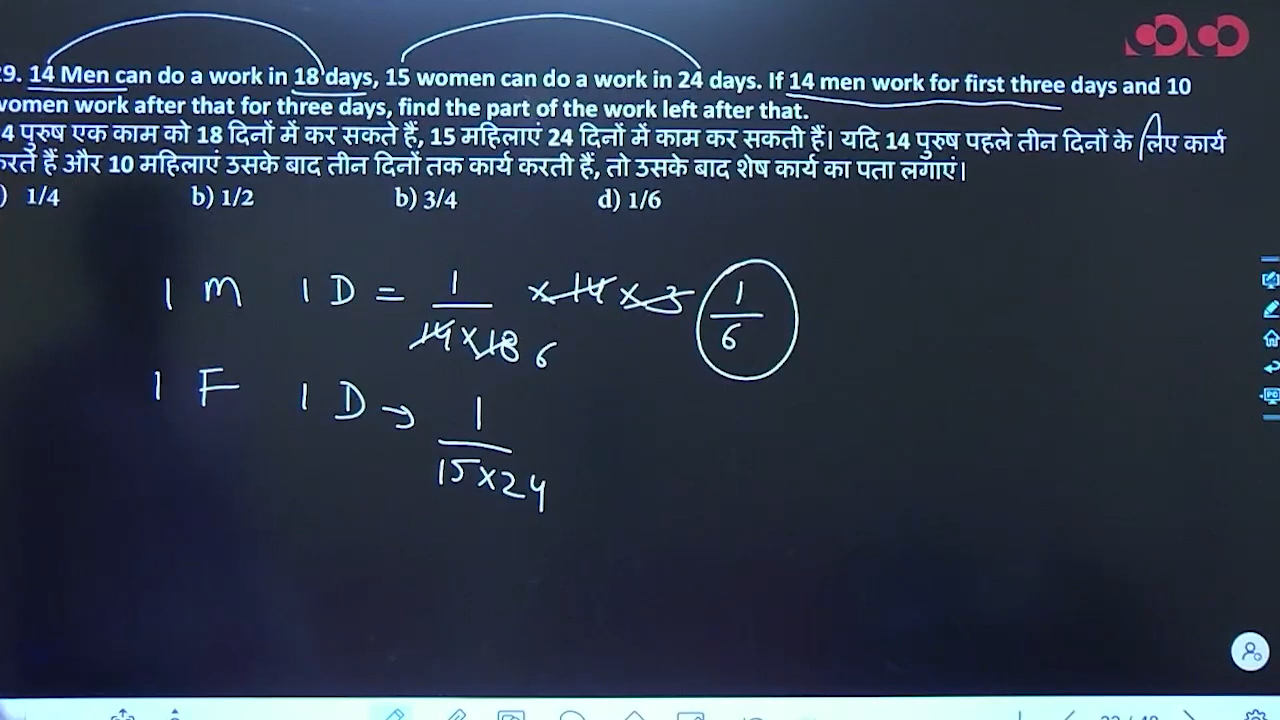 9. 14 Men can do a work in 18 days, 15 women can do a work in 24 days. If 14 men work for first three days and 10
women work after that for three days, find the part of the work left after that.
4 पुरुष एक काम को 18 दिनों में कर सकते हैं, 15 महिलाएं 24 दिनों में काम कर सकती हैं। यदि 14 पुरुष पहले तीन दिनों के लिए कार्य
करते हैं और 10 महिलाएं उसके बाद तीन दिनों तक कार्य करती हैं, तो उसके बाद शेष कार्य का पता लगाएं।
) 1/4 b) 1/2 b) 3/4 d) 1/6
1 M 1 D = 1/14×18 6 ×14 ×3 1/6
1 F 1 D → 1/15×24